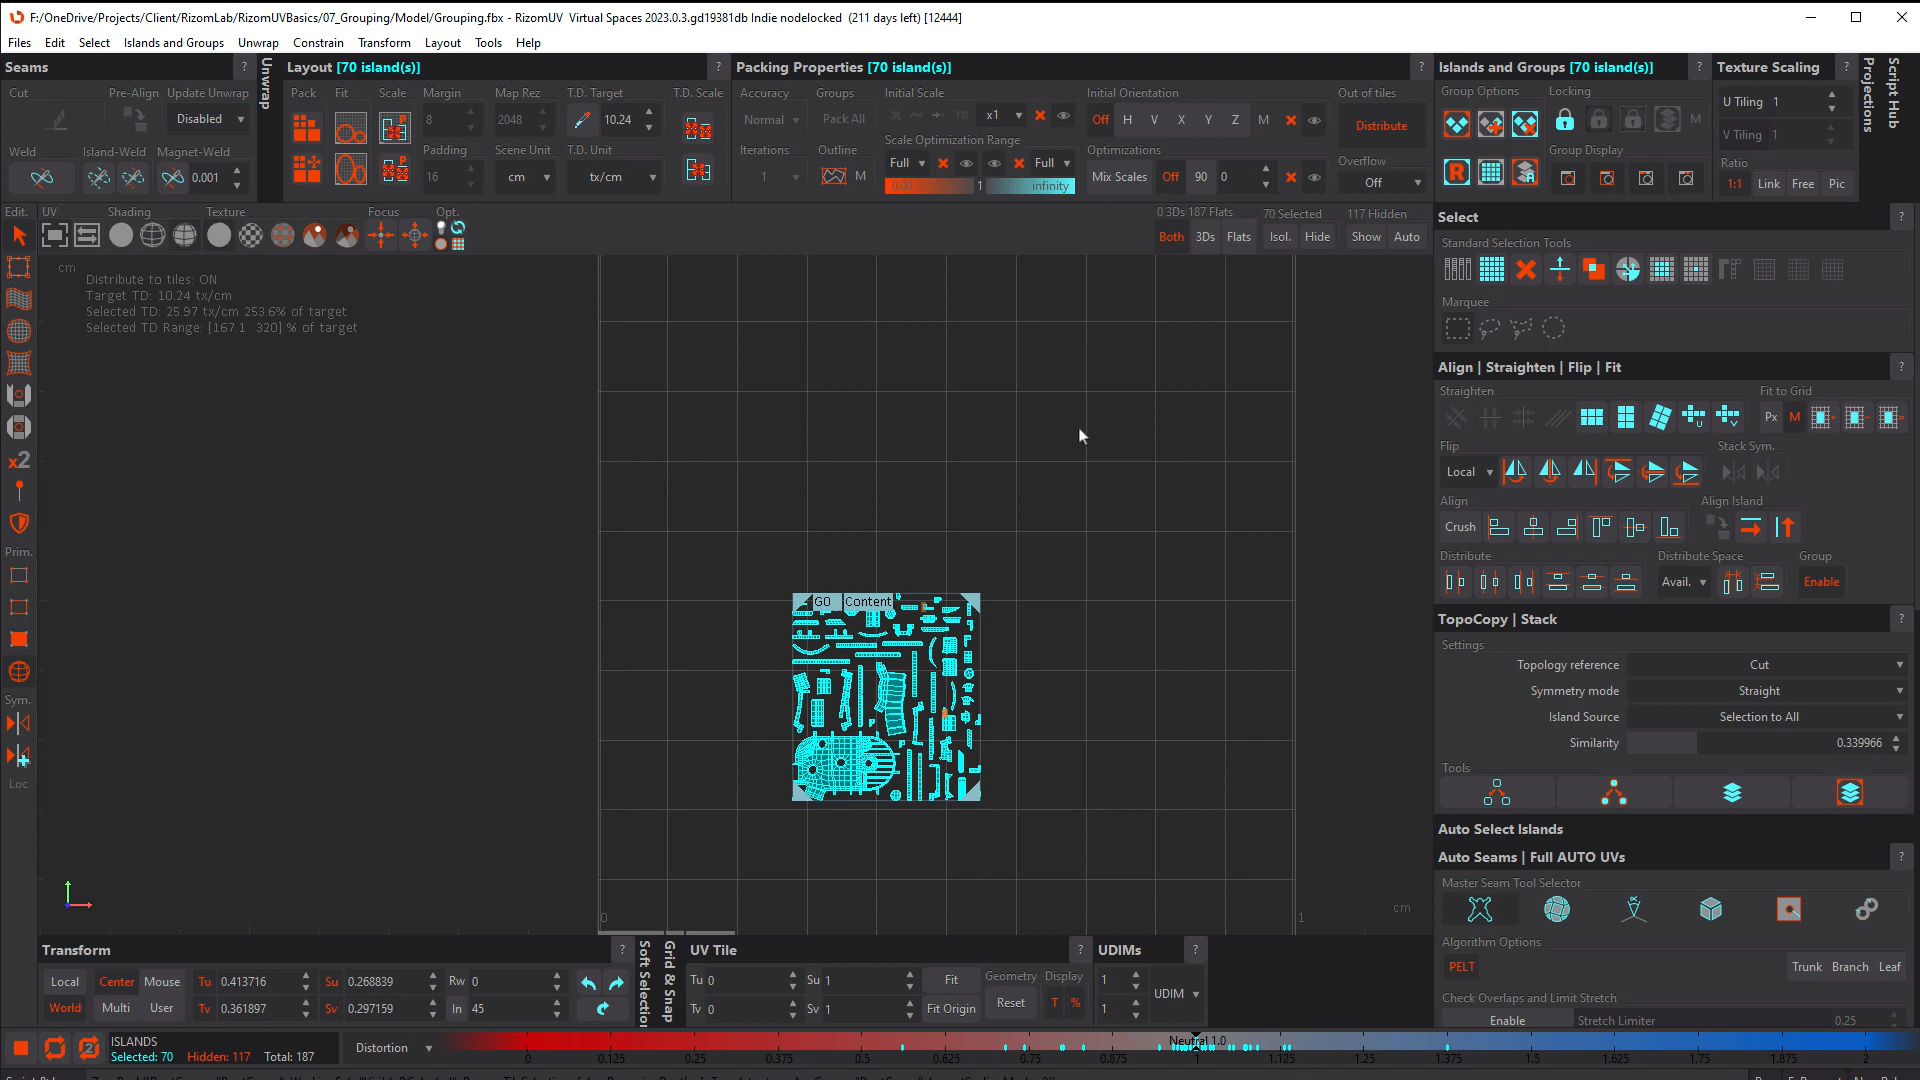 F:/OneDrive/Projects/Client/RizomLab/RizomUVBasics/07_Grouping/Model/Grouping.fbx - RizomUV  Virtual Spaces 2023.0.3.gd19381db Indie nodelocked  (211 days left) [12444]
Files Edit Select Islands and Groups Unwrap Constrain Transform Layout Tools Help
Seams ? Unwrap Layout [70 island(s)] ? Packing Properties [70 island(s)] ? Islands and Groups [70 island(s)] ? Texture Scaling ? Projections Script Hub
Cut Pre-Align Update Unwrap Pack Fit Scale Margin Map Rez T.D. Target T.D. Scale Accuracy Groups Initial Scale Initial Orientation Out of tiles Group Options Locking
Disabled 8 2048 10.24 Normal Pack All TD x1 Off H V X Y Z M Distribute M U Tiling 1
Weld Island-Weld Magnet-Weld Padding Scene Unit T.D. Unit Iterations Outline Scale Optimization Range Optimizations Overflow Group Display V Tiling 1
Full Full Ratio
0.001 16 cm tx/cm 1 M 0.00 1 infinity Mix Scales Off 90 0 Off 1:1 Link Free Pic
Edit. UV Shading Texture Focus Opt. 0 3Ds 187 Flats 70 Selected 117 Hidden Select ?
Both 3Ds Flats Isol. Hide Show Auto
Standard Selection Tools
cm
Distribute to tiles: ON
Target TD: 10.24 tx/cm
Selected TD: 25.97 tx/cm 253.6% of target
Selected TD Range: [167.1  320] % of target
Marquee
Align | Straighten | Flip | Fit ?
Straighten Fit to Grid
Px M
x2
Flip Stack Sym.
Local
Align Align Island
Crush
Prim.
Distribute Distribute Space Group
Avail. Enable
G0 Content
TopoCopy | Stack ?
Settings
Topology reference Cut
Symmetry mode Straight
Sym.
Island Source Selection to All
Similarity 0.339966
Tools
Loc
Auto Select Islands
Auto Seams | Full AUTO UVs ?
Master Seam Tool Selector
0 1 cm
Algorithm Options
Transform ? Soft Selection Grid & Snap UV Tile ? UDIMs ?
PELT Trunk Branch Leaf
Local Center Mouse Tu 0.413716 Su 0.268839 Rw 0 Tu 0 Su 1 Fit Geometry Display 1
World Multi User Tv 0.361897 Sv 0.297159 In 45 Tv 0 Sv 1 Fit Origin Reset T % 1 UDIM
Check Overlaps and Limit Stretch
Enable Stretch Limiter 0.25
2 ISLANDS
Selected: 70 Hidden: 117 Total: 187 Distortion Neutral 1.0
0 0.125 0.25 0.375 0.5 0.625 0.75 0.875 1 1.125 1.25 1.375 1.5 1.625 1.75 1.875 2